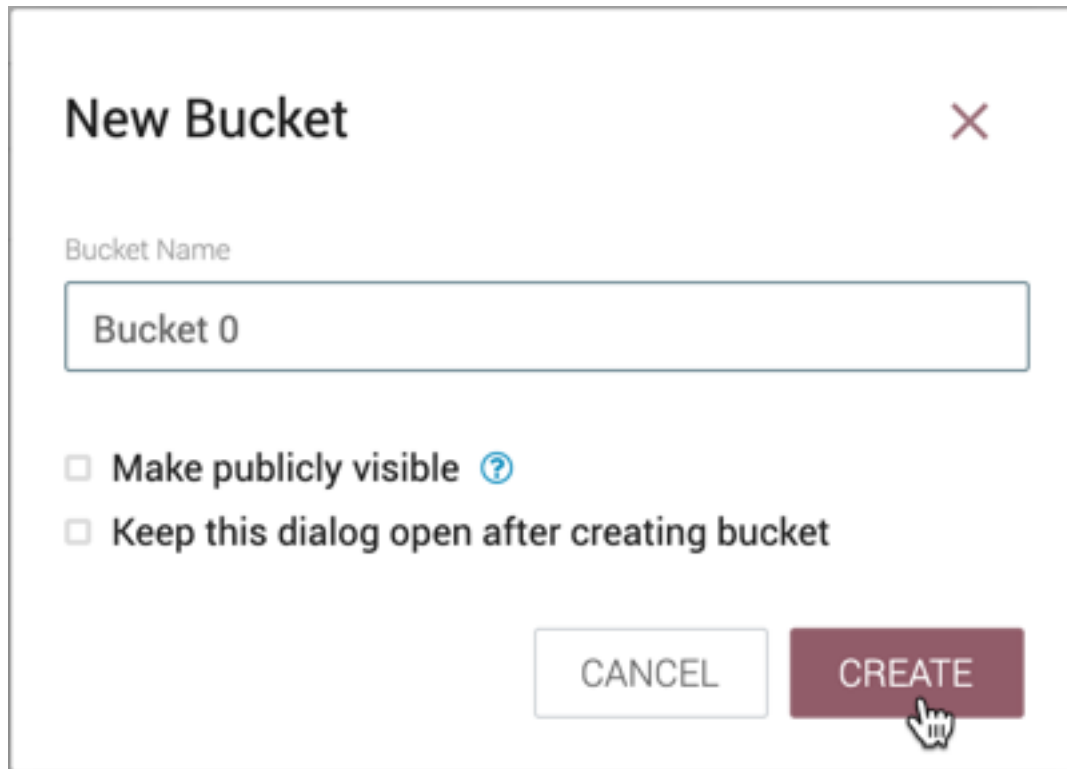 New Bucket
Bucket Name
Bucket 0
Make publicly visible ?
Keep this dialog open after creating bucket
CANCEL CREATE